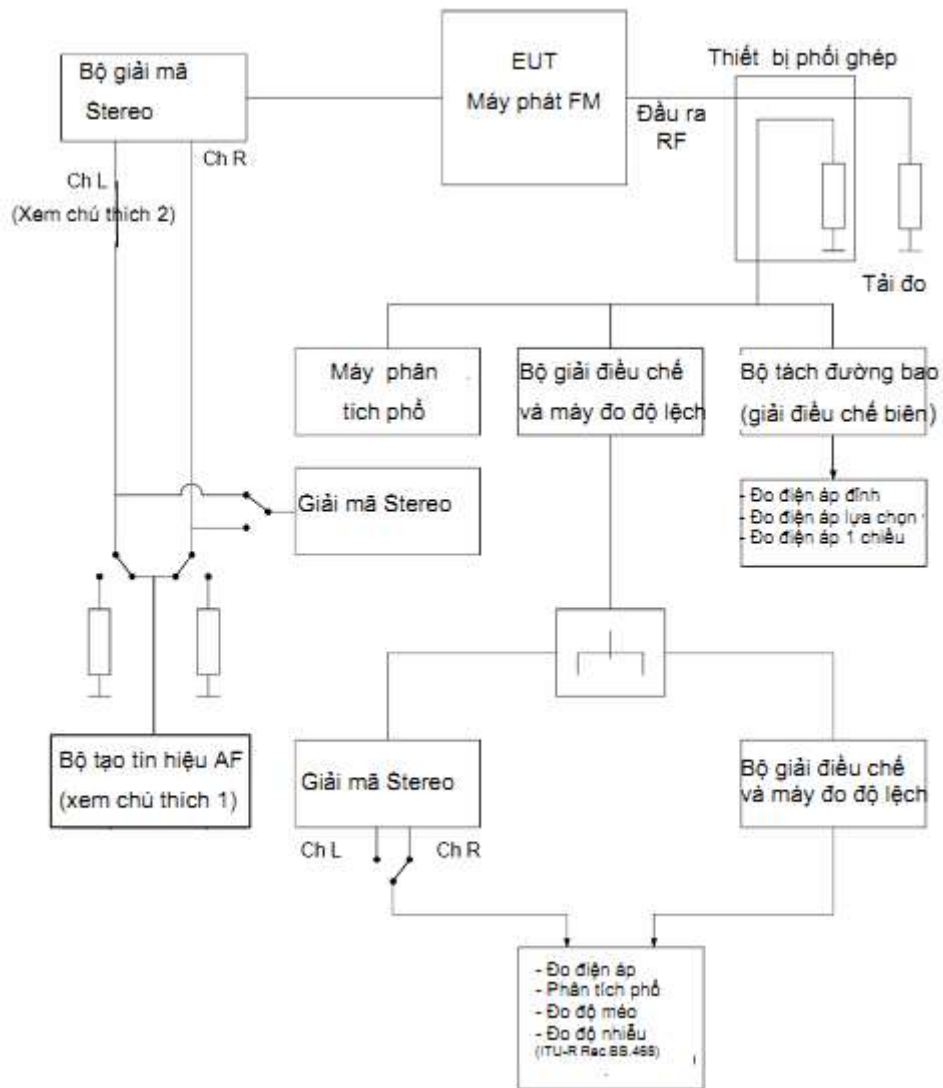 Bộ giải mã
Stereo
EUT
Máy phát FM
Thiết bị phối ghép
Đầu ra
RF
Ch R
Ch L
(Xem chú thích 2)
Tải đo
Máy phân
tích phổ
Bộ giải điều chế
và máy đo độ lệch
Bộ tách đường bao
(giải điều chế biên)
Giải mã Stereo
- Đo điện áp đỉnh
- Đo điện áp lựa chọn
- Đo điện áp 1 chiều
Bộ tạo tín hiệu AF
(xem chú thích 1)
Giải mã Stereo
Bộ giải điều chế
và máy đo độ lệch
Ch L
Ch R
- Đo điện áp
- Phân tích phổ
- Đo độ méo
- Đo độ nhiễu
(ITU-R Rec BS.468)